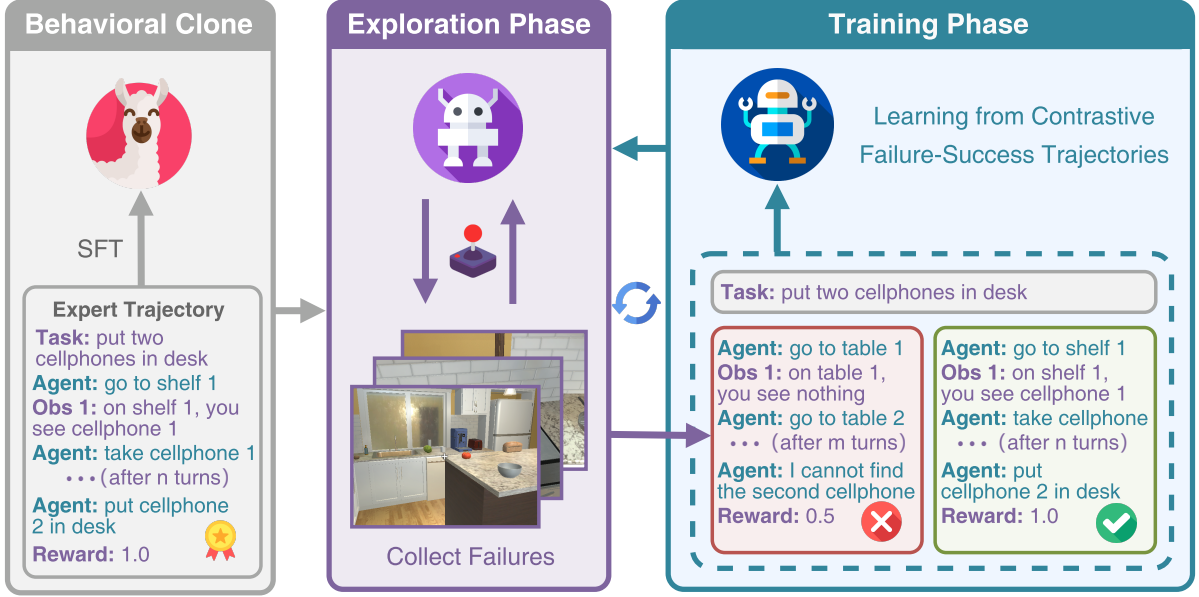 Behavioral Clone
SFT
Expert Trajectory
Task: put two
cellphones in desk
Agent: go to shelf 1
Obs 1: on shelf 1, you
see cellphone 1
Agent: take cellphone 1
••• (after n turns)
Agent: put cellphone
2 in desk
Reward: 1.0
Exploration Phase
Collect Failures
Training Phase
Learning from Contrastive
Failure-Success Trajectories
Task: put two cellphones in desk
Agent: go to table 1
Obs 1: on table 1,
you see nothing
Agent: go to table 2
••• (after m turns)
Agent: I cannot find
the second cellphone
Reward: 0.5
Agent: go to shelf 1
Obs 1: on shelf 1,
you see cellphone 1
Agent: take cellphone
••• (after n turns)
Agent: put
cellphone 2 in desk
Reward: 1.0